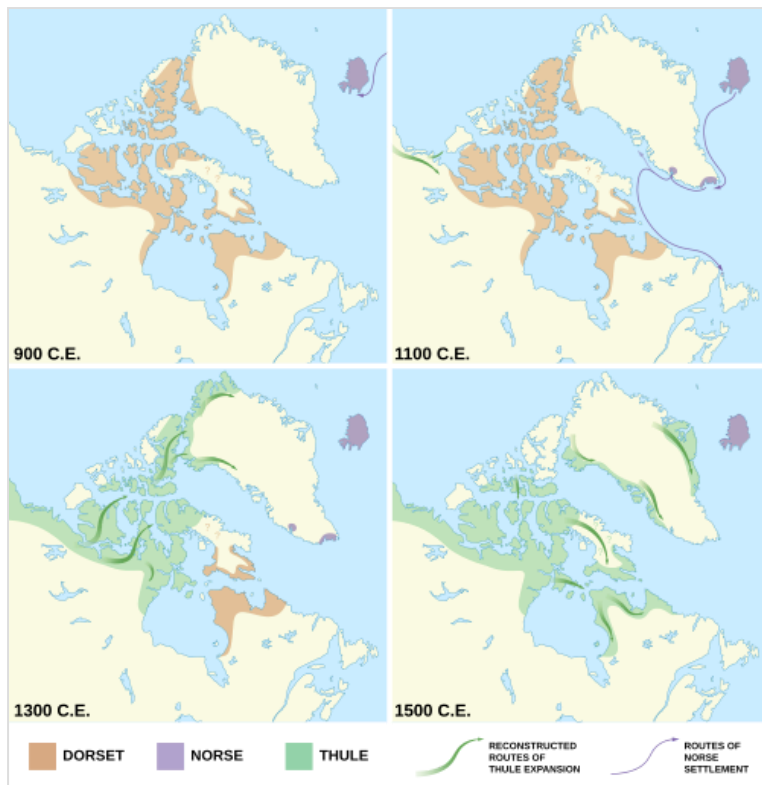 900 C.E.
1100 C.E.
1300 C.E.
1500 C.E.
DORSET
NORSE
THULE
RECONSTRUCTED
ROUTES OF
THULE EXPANSION
ROUTES OF
NORSE
SETTLEMENT